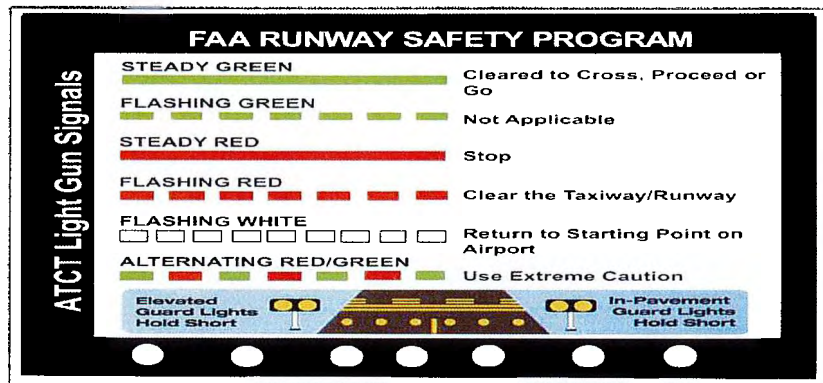 FAA RUNWAY SAFETY PROGRAM
ATCT Light Gun Signals
STEADY GREEN
Cleared to Cross, Proceed or
Go
FLASHING GREEN
Not Applicable
STEADY RED
Stop
FLASHING RED
Clear the Taxiway/Runway
FLASHING WHITE
Return to Starting Point on
Airport
ALTERNATING RED/GREEN
Use Extreme Caution
Elevated
Guard Lights
Hold Short
In-Pavement
Guard Lights
Hold Short